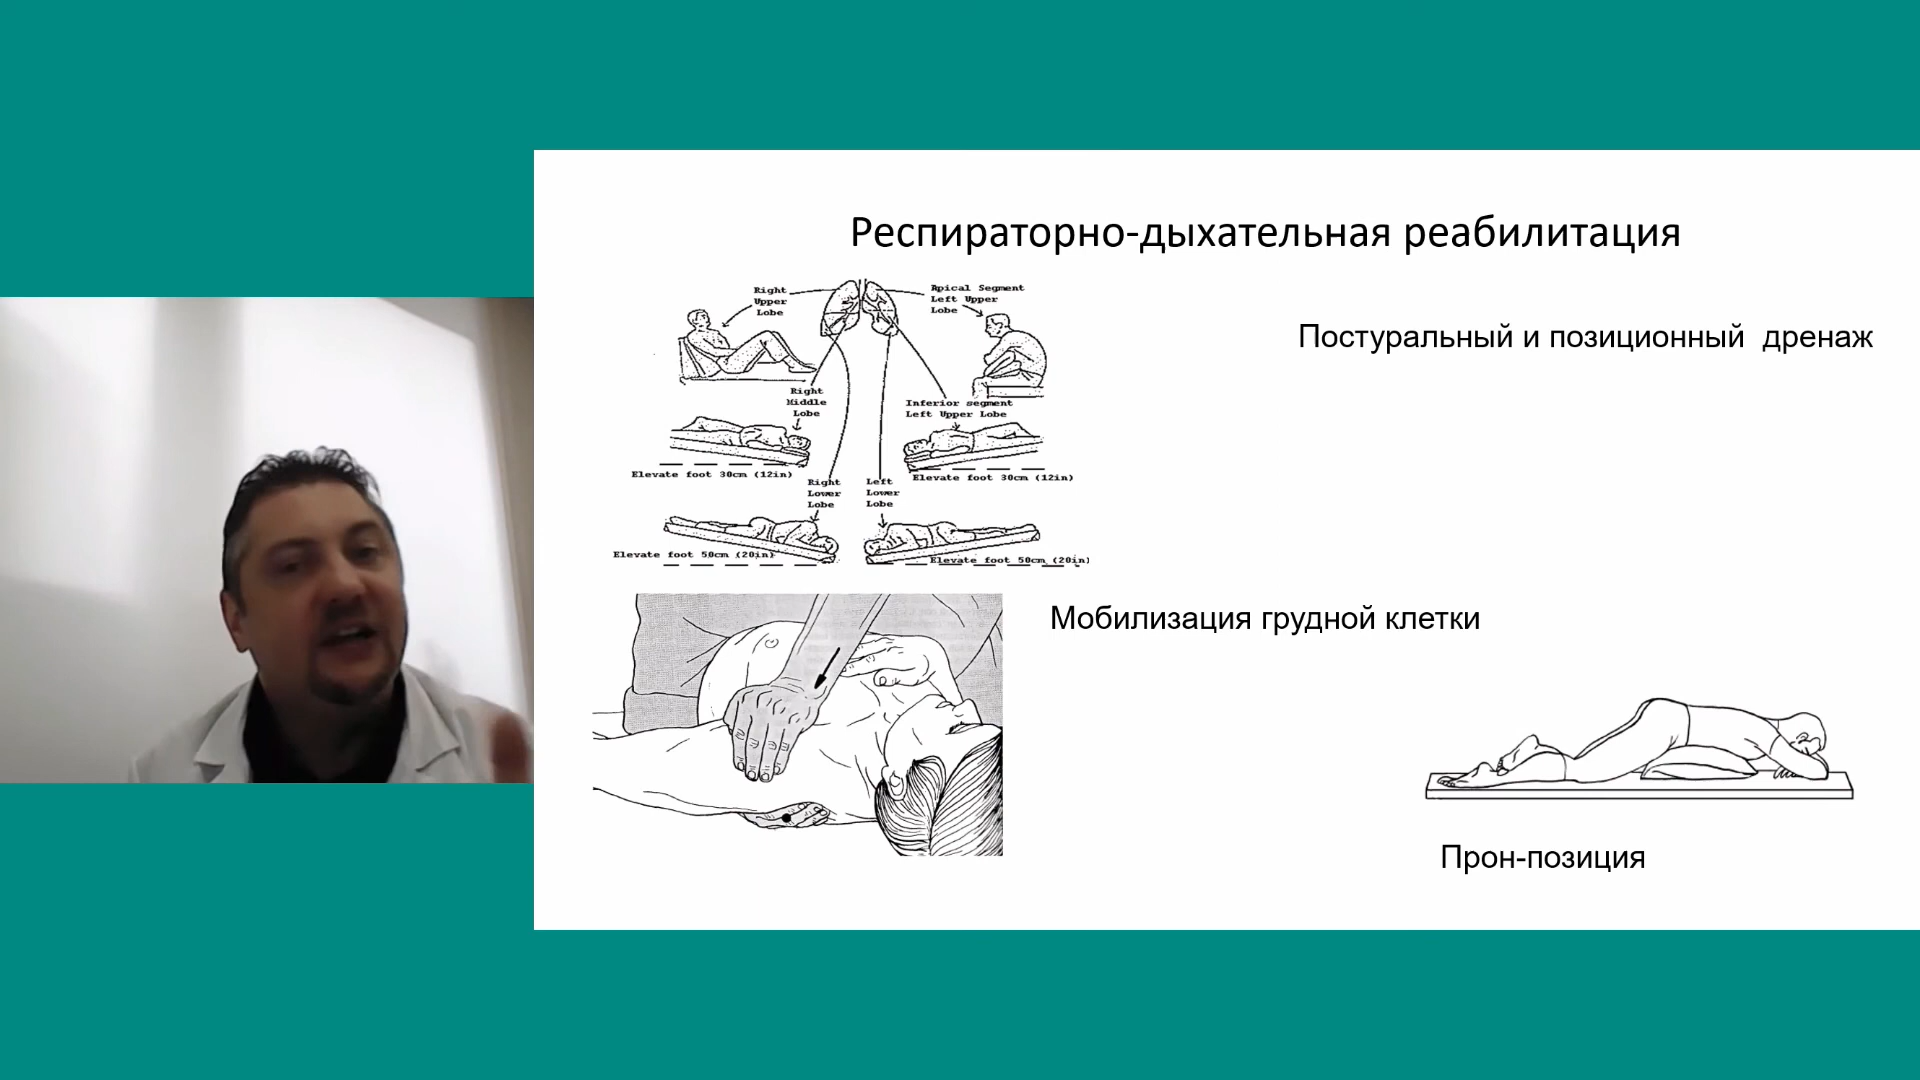 Респираторно-дыхательная реабилитация
Right
Upper
Lobe
Apical Segment
Left Upper
Lobe
Постуральный и позиционный дренаж
Right
Middle
Lobe
Inferior segment
Left Upper Lobe
Elevate foot 30cm (12in)
Elevate foot 30cm (12in)
Right
Lower
Lobe
Left
Lower
Lobe
Elevate foot 50cm (20in)
Elevate foot 50cm (20in)
Мобилизация грудной клетки
Прон-позиция